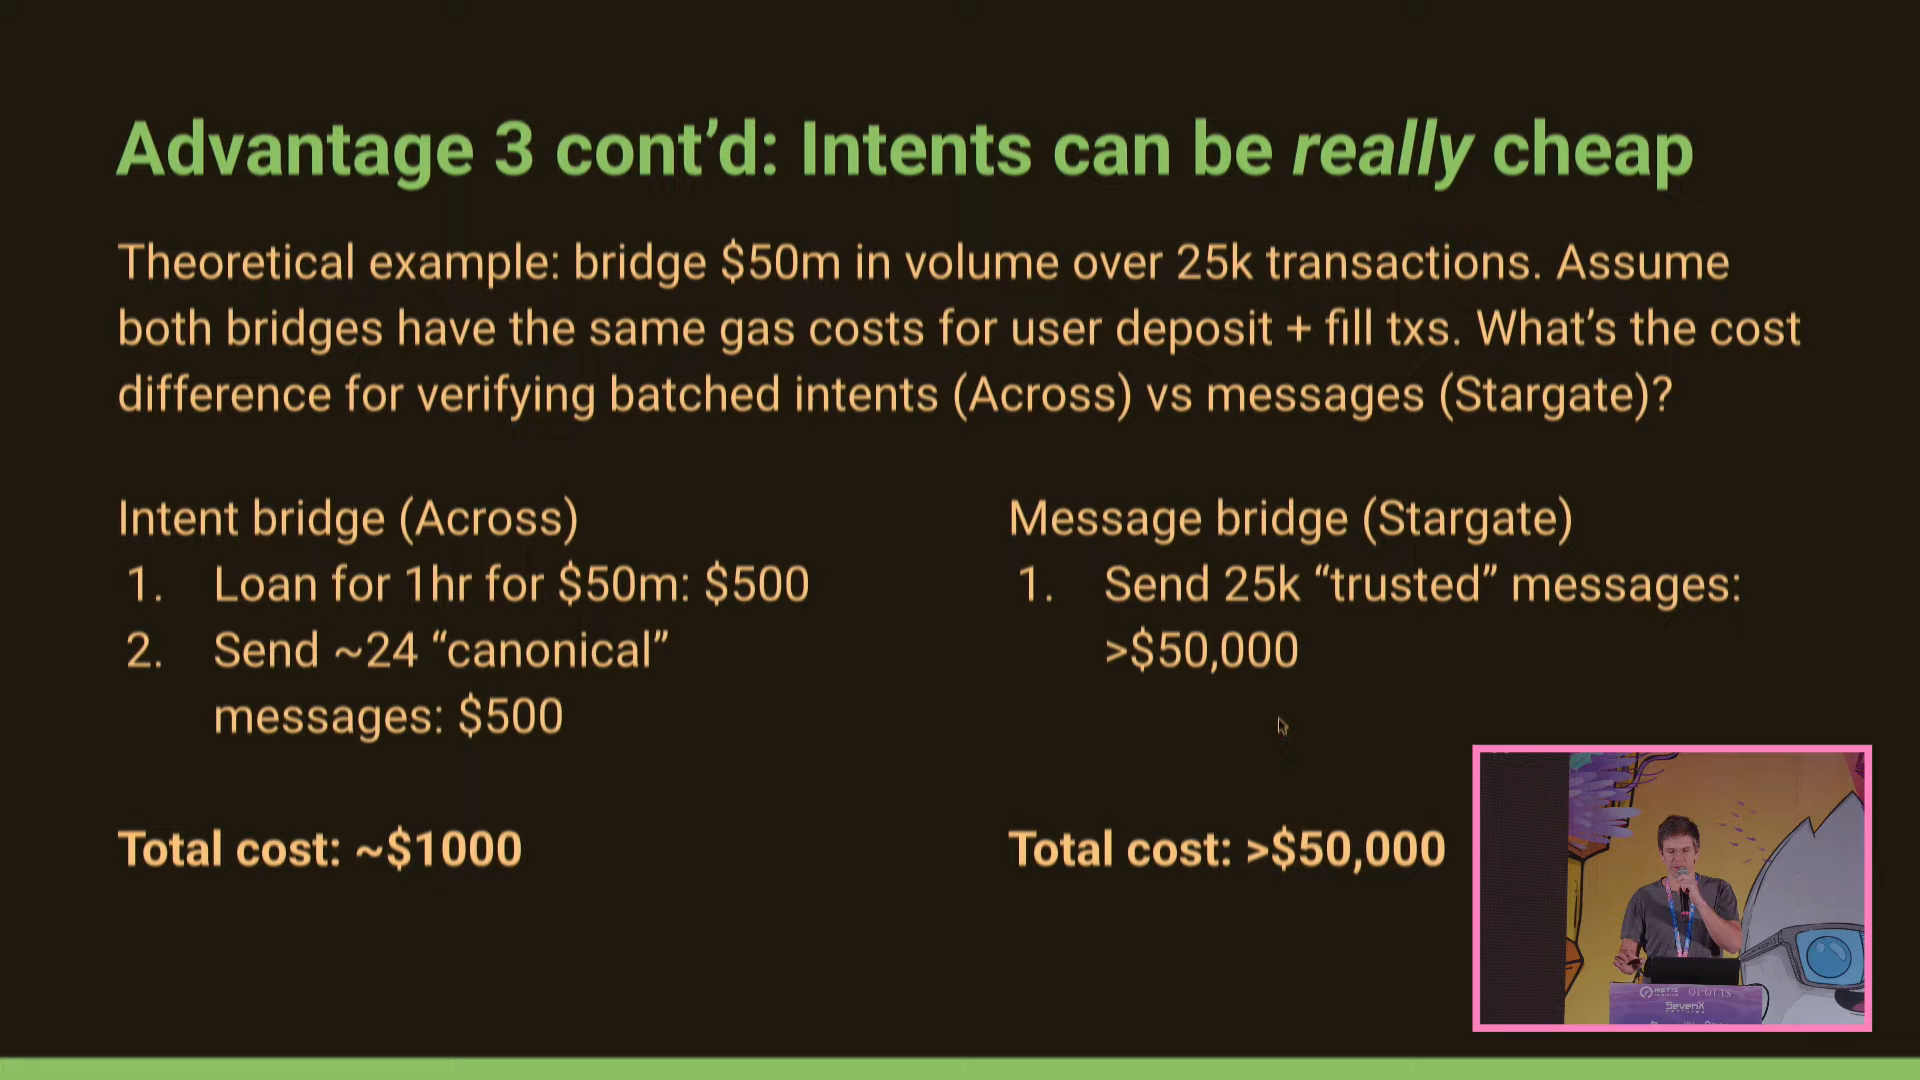 Advantage 3 cont’d: Intents can be really cheap
Theoretical example: bridge $50m in volume over 25k transactions. Assume
both bridges have the same gas costs for user deposit + fill txs. What’s the cost
difference for verifying batched intents (Across) vs messages (Stargate)?
Intent bridge (Across)
1. Loan for 1hr for $50m: $500
2. Send ~24 “canonical”
messages: $500
Total cost: ~$1000
Message bridge (Stargate)
1. Send 25k “trusted” messages:
>$50,000
Total cost: >$50,000
METIS
OPOLIS
SevenX